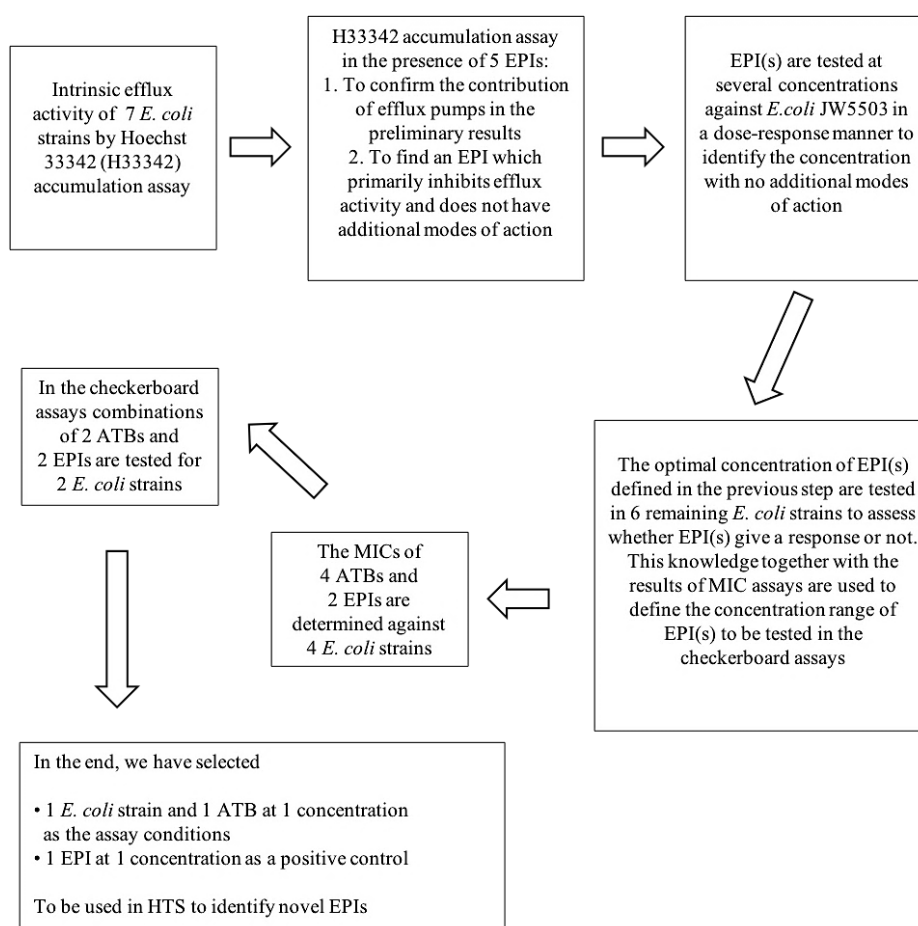 Intrinsic efflux
activity of 7 E. coli
strains by Hoechst
33342 (H33342)
accumulation assay
H33342 accumulation assay
in the presence of 5 EPIs:
1. To confirm the contribution
of efflux pumps in the
preliminary results
2. To find an EPI which
primarily inhibits efflux
activity and does not have
additional modes of action
EPI(s) are tested at
several concentrations
against E.coli JW5503 in
a dose-response manner to
identify the concentration
with no additional modes
of action
The optimal concentration of EPI(s)
defined in the previous step are tested
in 6 remaining E. coli strains to assess
whether EPI(s) give a response or not.
This knowledge together with the
results of MIC assays are used to
define the concentration range of
EPI(s) to be tested in the
checkerboard assays
The MICs of
4 ATBs and
2 EPIs are
determined against
4 E. coli strains
In the checkerboard
assays combinations
of 2 ATBs and
2 EPIs are tested for
2 E. coli strains
In the end, we have selected
• 1 E. coli strain and 1 ATB at 1 concentration
as the assay conditions
• 1 EPI at 1 concentration as a positive control
To be used in HTS to identify novel EPIs